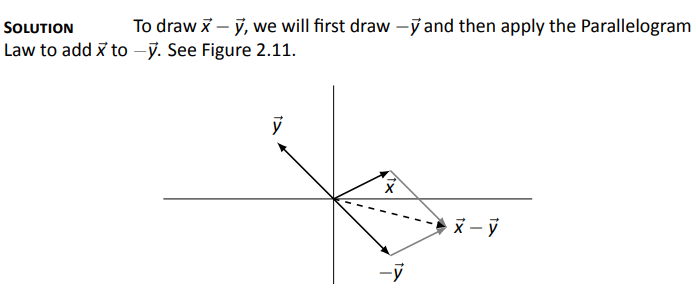 SOLUTION To draw x⃗ − y⃗, we will first draw −y⃗ and then apply the Parallelogram
Law to add x⃗ to −y⃗. See Figure 2.11.
y⃗
x⃗
x⃗ − y⃗
−y⃗